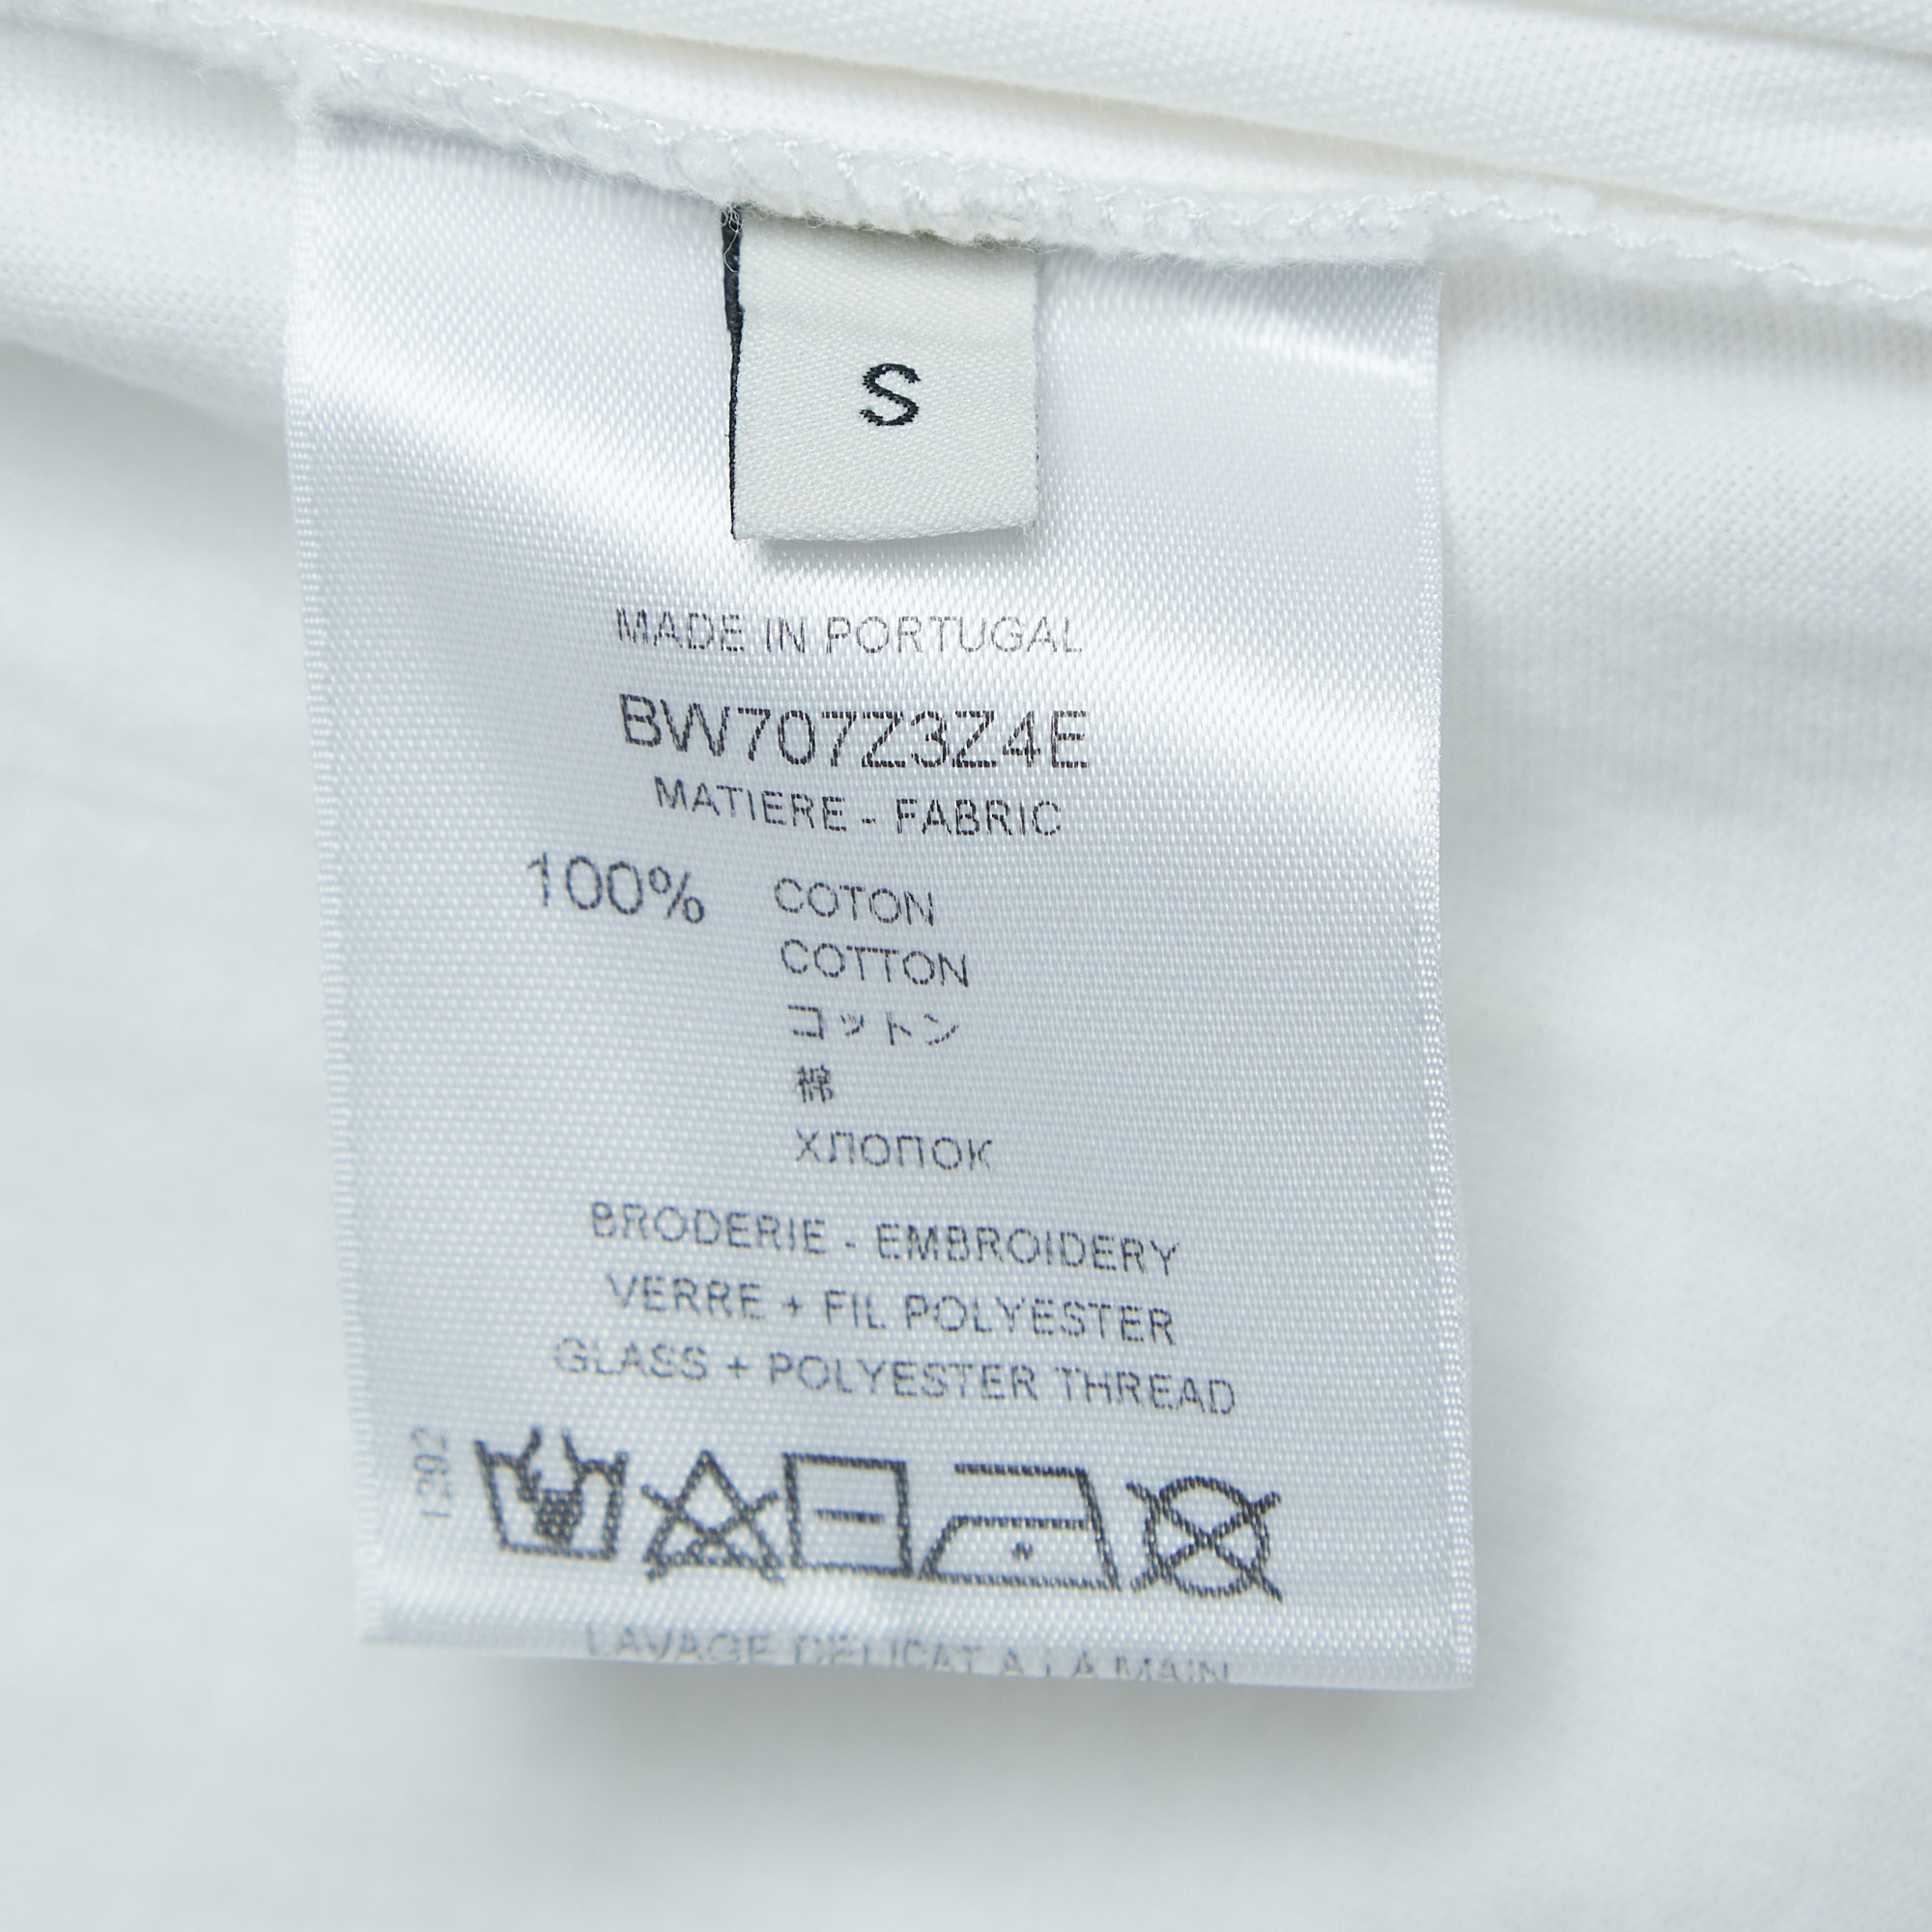 S
MADE IN PORTUGAL
BW707Z3Z4E
MATIERE - FABRIC
100% COTON
COTTON
コットン
棉
ХЛОПОК
BRODERIE - EMBROIDERY
VERRE + FIL POLYESTER
GLASS + POLYESTER THREAD
1392
LAVAGE DELICAT A LA MAIN